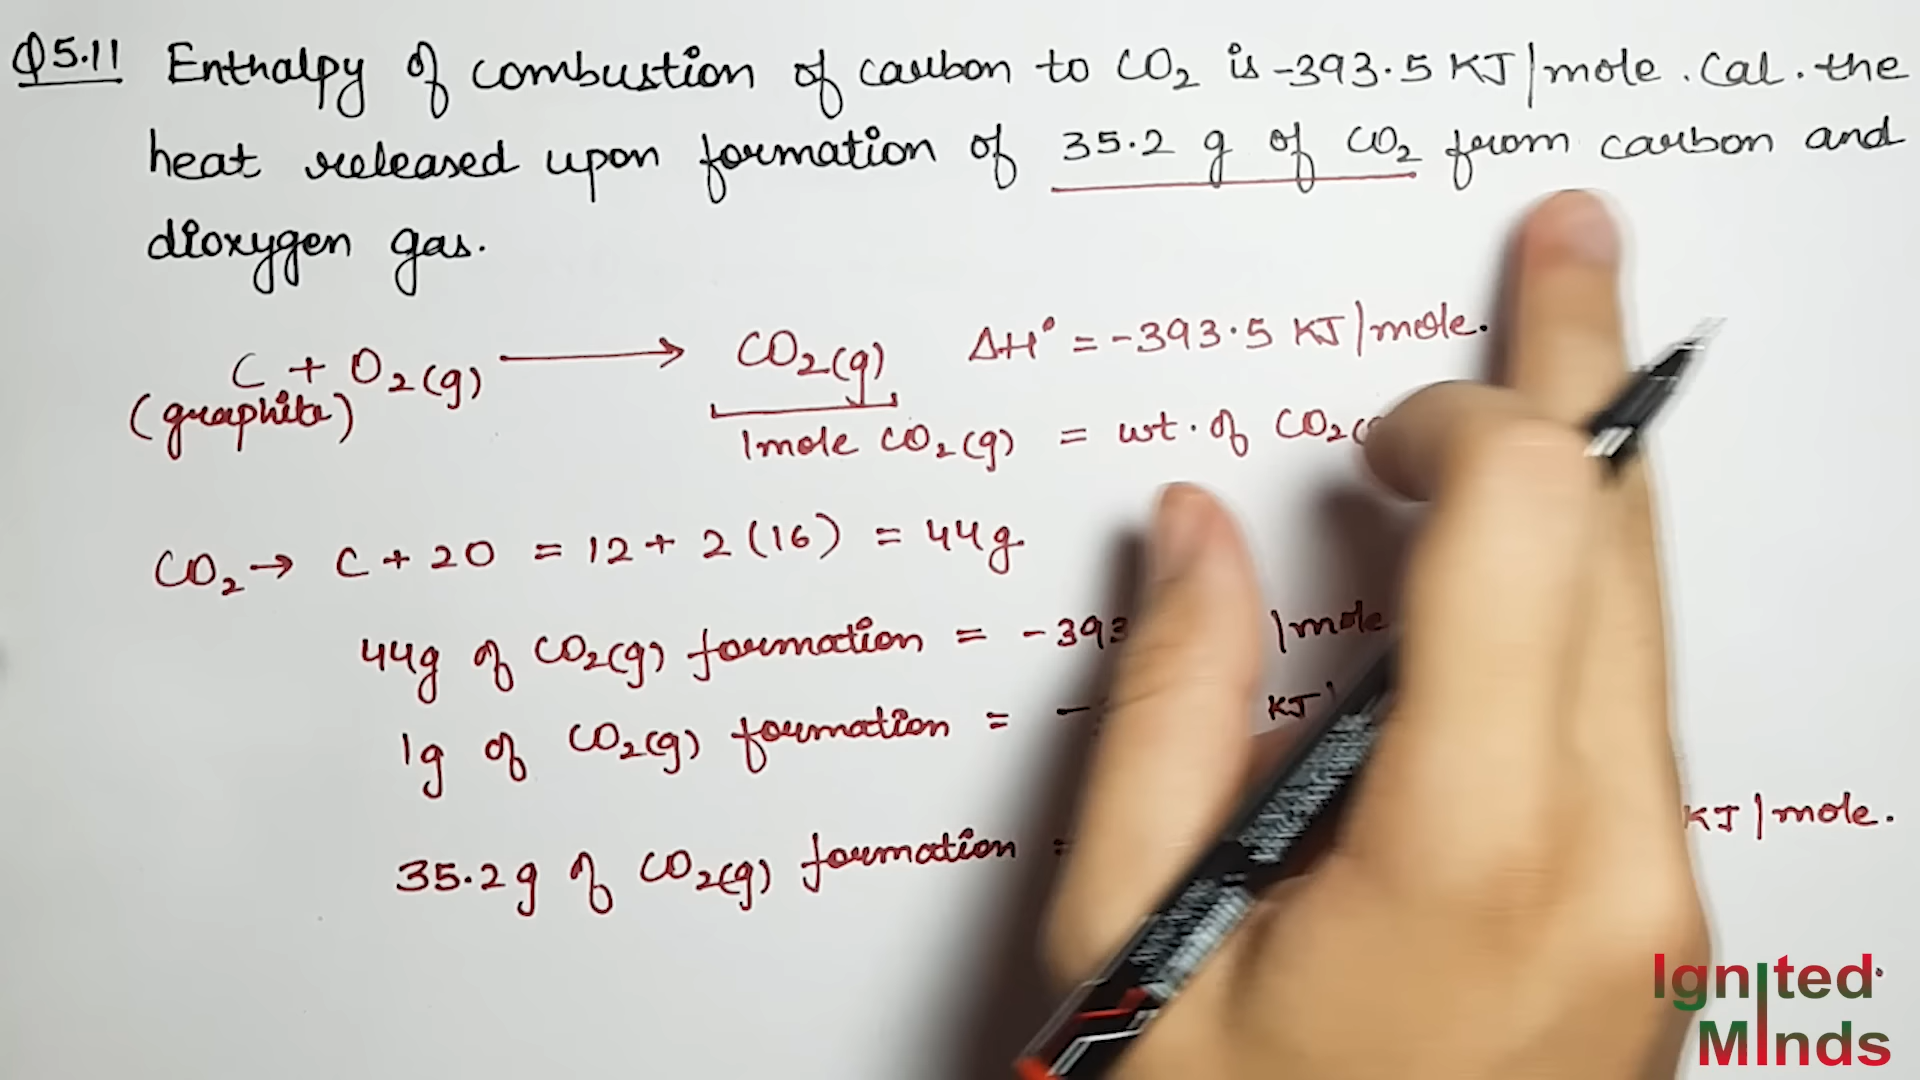 Q5.11 Enthalpy of combustion of carbon to CO₂ is -393.5 KJ/mole. Cal. the
heat released upon formation of 35.2 g of CO₂ from carbon and
dioxygen gas.
C + O₂(g) ⟶ CO₂(g) ΔH° = -393.5 KJ/mole.
(graphite)
1mole CO₂(g) = wt. of CO₂
CO₂ → C + 2O = 12 + 2(16) = 44g
44g of CO₂(g) formation = -393 /mole
1g of CO₂(g) formation = - KJ/
35.2g of CO₂(g) formation = KJ/mole.
Ignited
Minds